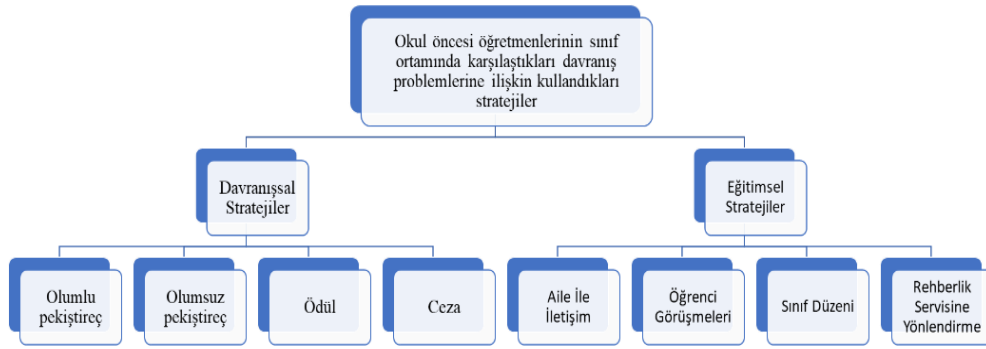 Okul öncesi öğretmenlerinin sınıf
ortamında karşılaştıkları davranış
problemlerine ilişkin kullandıkları
stratejiler
Davranışsal
Stratejiler
Eğitimsel
Stratejiler
Olumlu
pekiştireç
Olumsuz
pekiştireç
Ödül
Ceza
Aile İle
İletişim
Öğrenci
Görüşmeleri
Sınıf Düzeni
Rehberlik
Servisine
Yönlendirme